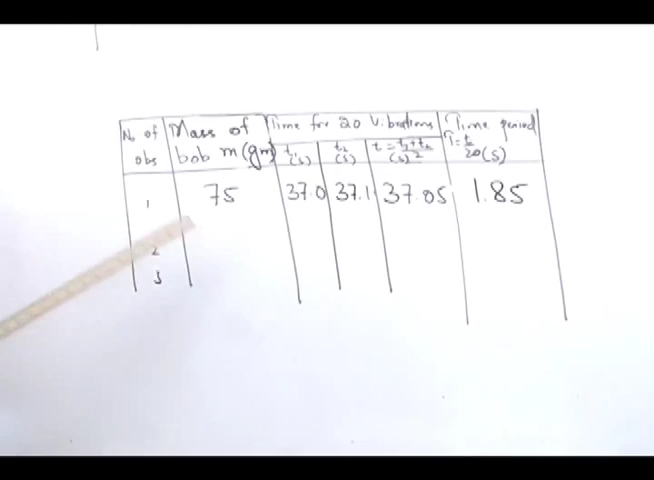 No of obs Mass of bob m(gm) Time for 20 Vibrations Time period
t₁ (s) t₂ (s) t = t₁+t₂/2 (s) T = t/20 (s)
1 75 37.0 37.1 37.05 1.85
2
3